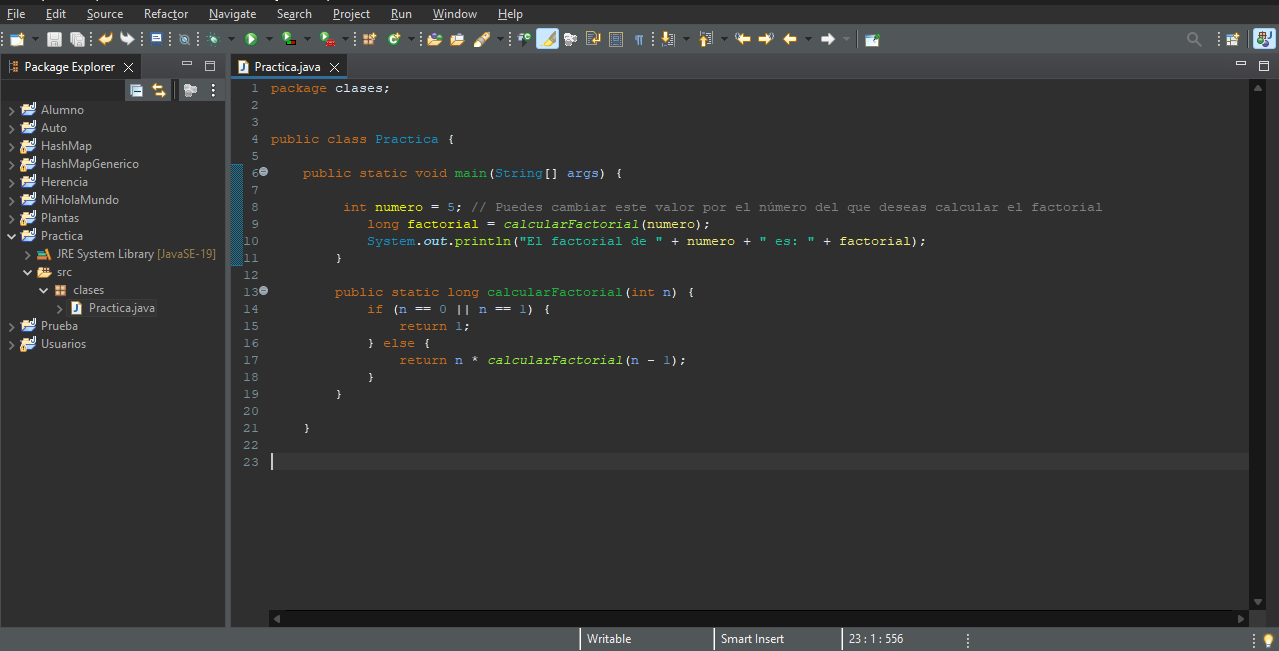 File Edit Source Refactor Navigate Search Project Run Window Help
Package Explorer
Alumno
Auto
HashMap
HashMapGenerico
Herencia
MiHolaMundo
Plantas
Practica
JRE System Library [JavaSE-19]
src
clases
Practica.java
Prueba
Usuarios
Practica.java
1 package clases;
2
3
4 public class Practica {
5
6     public static void main(String[] args) {
7
8          int numero = 5; // Puedes cambiar este valor por el número del que deseas calcular el factorial
9             long factorial = calcularFactorial(numero);
10             System.out.println("El factorial de " + numero + " es: " + factorial);
11         }
12
13         public static long calcularFactorial(int n) {
14             if (n == 0 || n == 1) {
15                 return 1;
16             } else {
17                 return n * calcularFactorial(n - 1);
18             }
19         }
20
21     }
22
23
Writable
Smart Insert
23 : 1 : 556